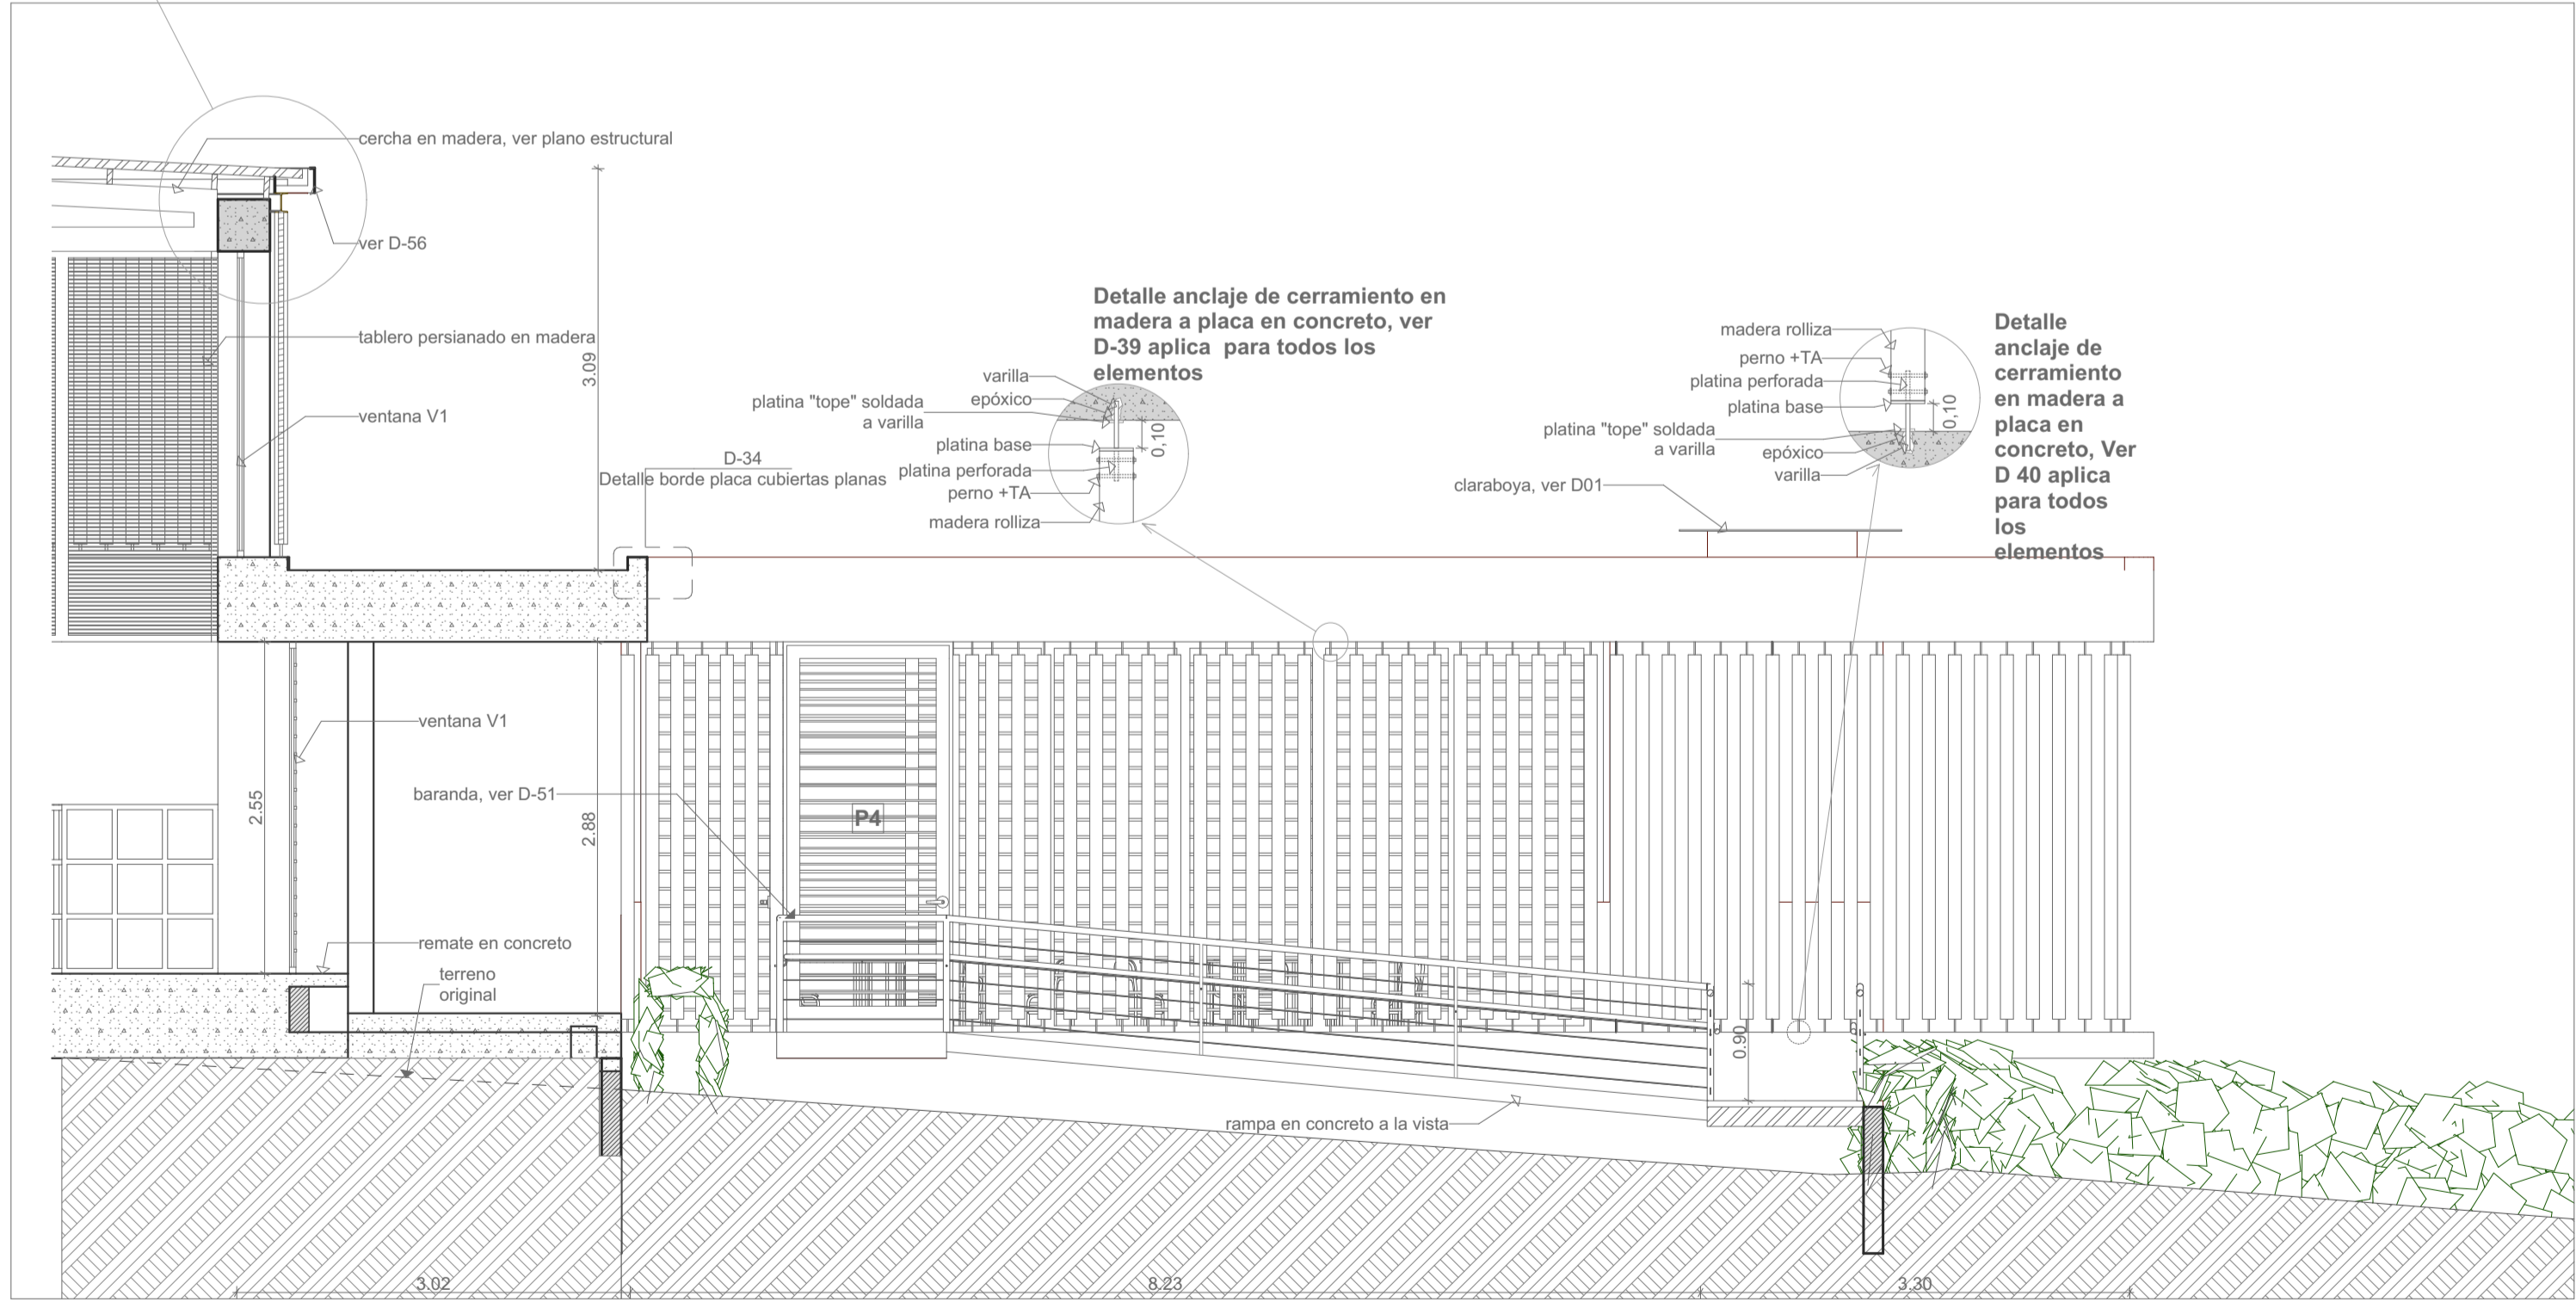 cercha en madera, ver plano estructural
ver D-56
tablero persianado en madera
ventana V1
3.09
D-34
Detalle borde placa cubiertas planas
Detalle anclaje de cerramiento en
madera a placa en concreto, ver
D-39 aplica  para todos los
elementos
varilla
epóxico
platina "tope" soldada
a varilla
platina base
platina perforada
perno +TA
madera rolliza
0,10
madera rolliza
perno +TA
platina perforada
platina base
platina "tope" soldada
a varilla
epóxico
varilla
0,10
Detalle
anclaje de
cerramiento
en madera a
placa en
concreto, Ver
D 40 aplica
para todos
los
elementos
claraboya, ver D01
ventana V1
baranda, ver D-51
2.55
2.88
P4
remate en concreto
terreno
original
0.90
rampa en concreto a la vista
3.02
8.23
3.30